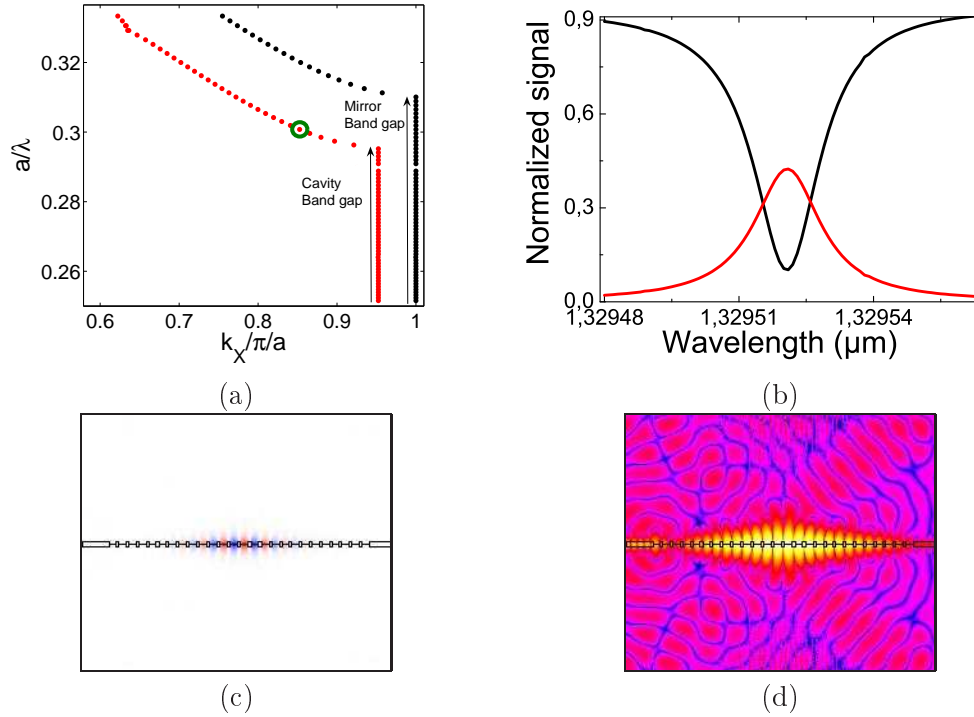 0.32
0.3
0.28
0.26
a/λ
Mirror
Band gap
Cavity
Band gap
0.6
0.7
0.8
0.9
1
k_X/π/a
(a)
0,9
0,6
0,3
0,0
Normalized signal
1,32948
1,32951
1,32954
Wavelength (µm)
(b)
(c)
(d)